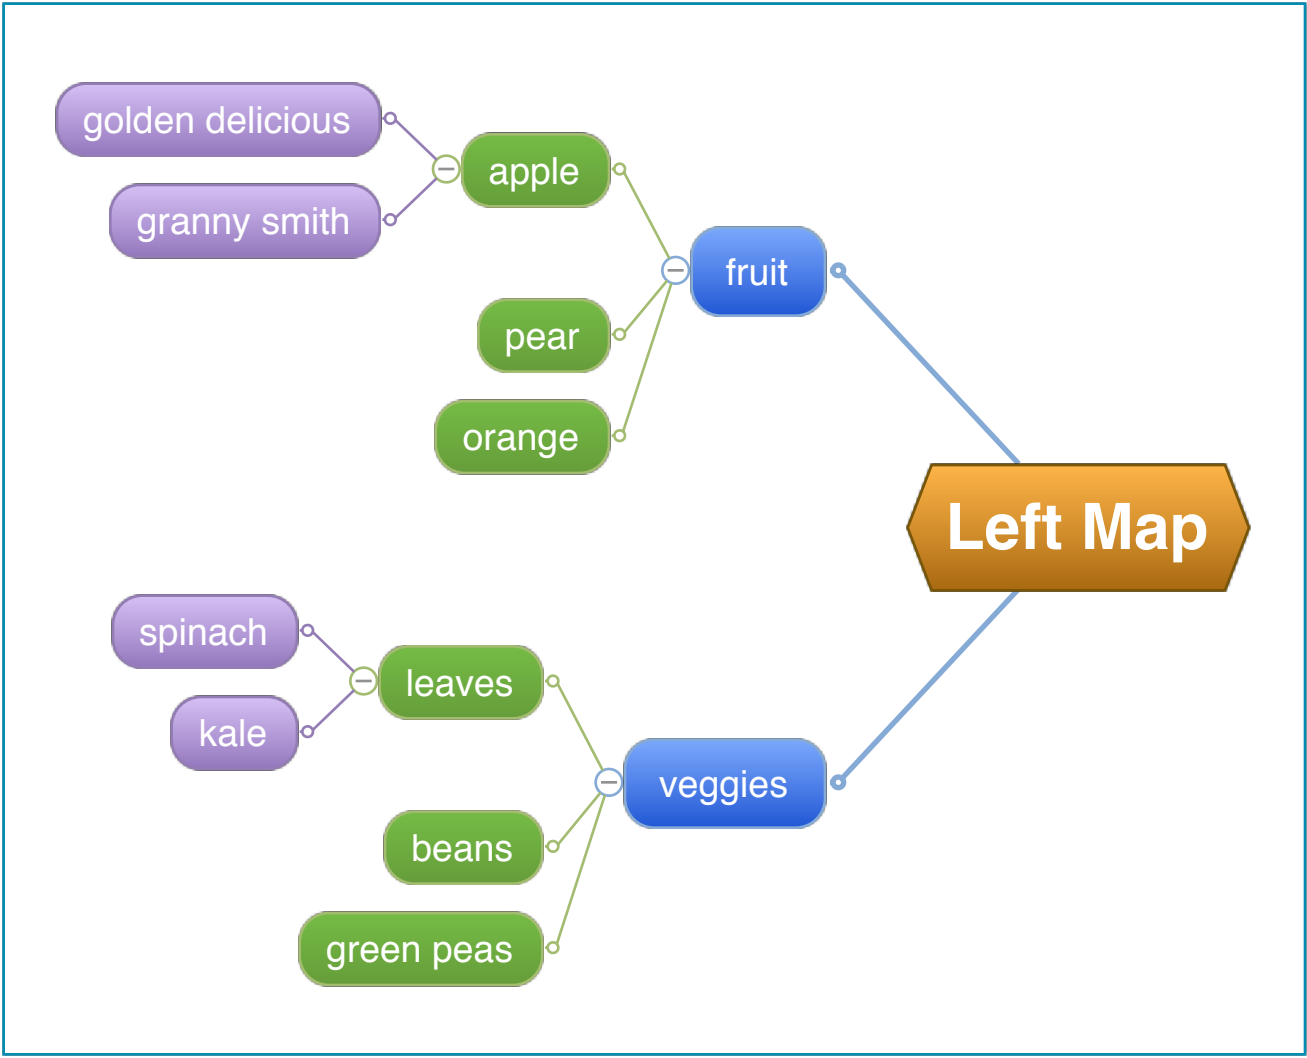 golden delicious
apple
granny smith
fruit
pear
orange
Left Map
spinach
leaves
kale
veggies
beans
green peas